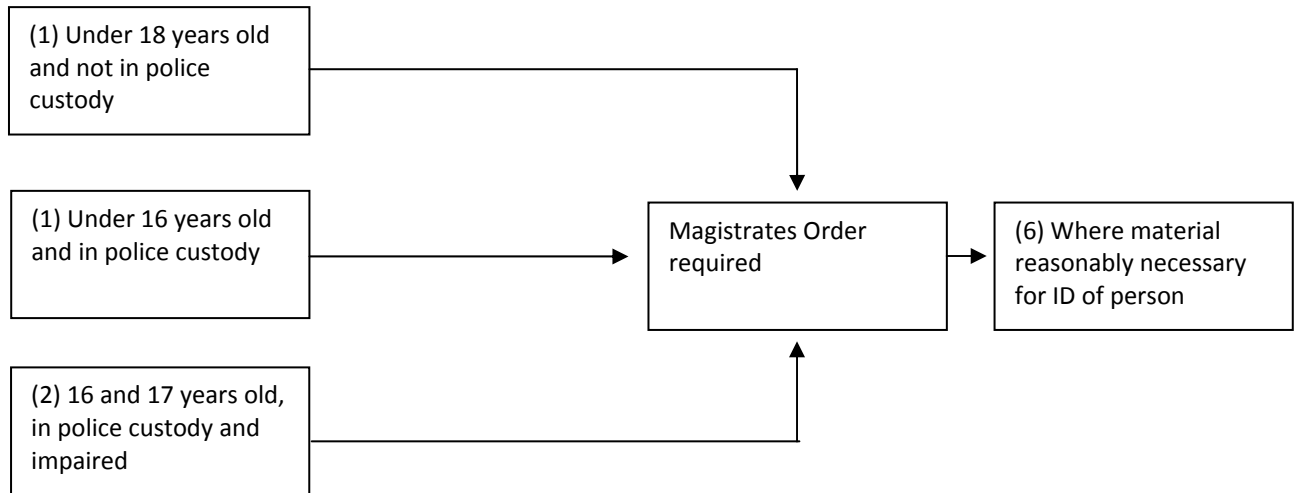 (1) Under 18 years old
and not in police
custody
(1) Under 16 years old
and in police custody
Magistrates Order
required
(6) Where material
reasonably necessary
for ID of person
(2) 16 and 17 years old,
in police custody and
impaired